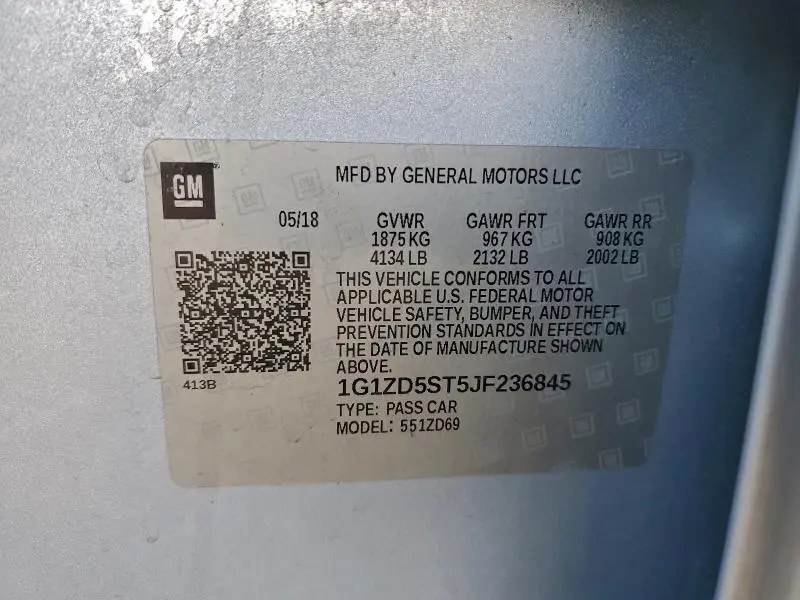 GM
MFD BY GENERAL MOTORS LLC
05/18 GVWR GAWR FRT GAWR RR
1875 KG 967 KG 908 KG
4134 LB 2132 LB 2002 LB
THIS VEHICLE CONFORMS TO ALL
APPLICABLE U.S. FEDERAL MOTOR
VEHICLE SAFETY, BUMPER, AND THEFT
PREVENTION STANDARDS IN EFFECT ON
THE DATE OF MANUFACTURE SHOWN
ABOVE.
413B
1G1ZD5ST5JF236845
TYPE: PASS CAR
MODEL: 551ZD69